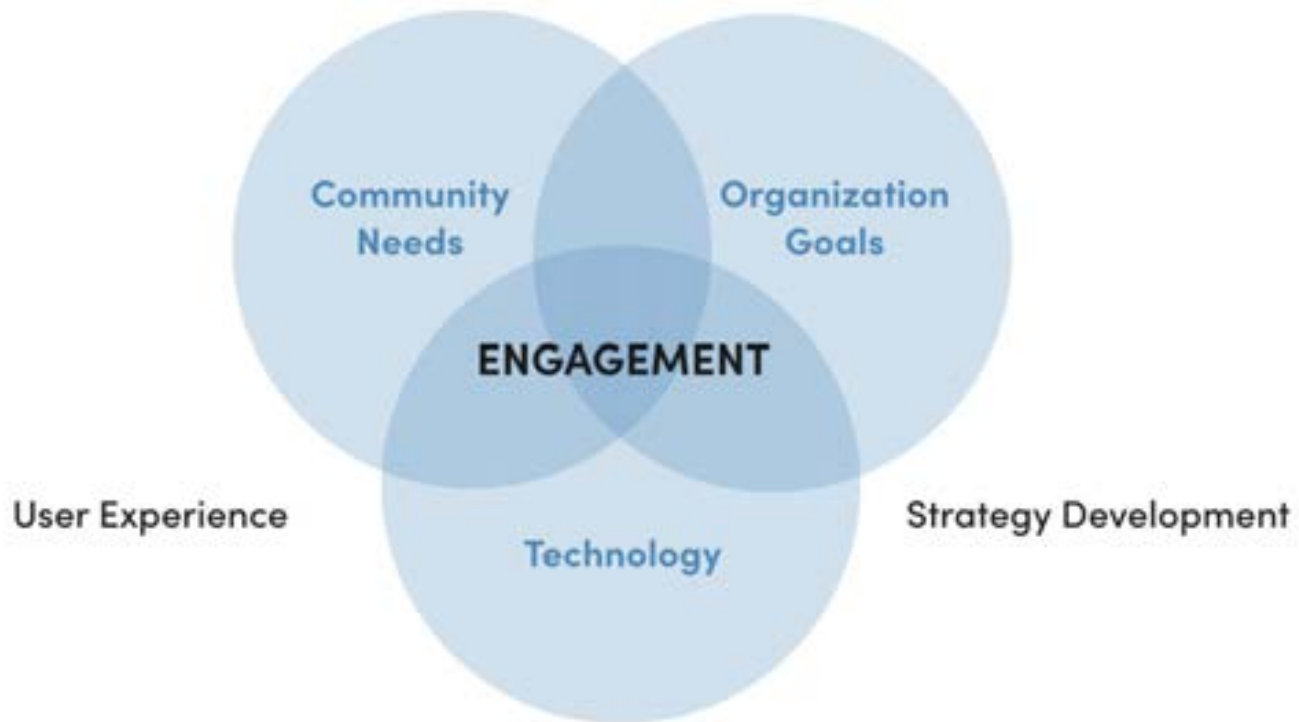 Community
Needs
Organization
Goals
ENGAGEMENT
User Experience
Strategy Development
Technology